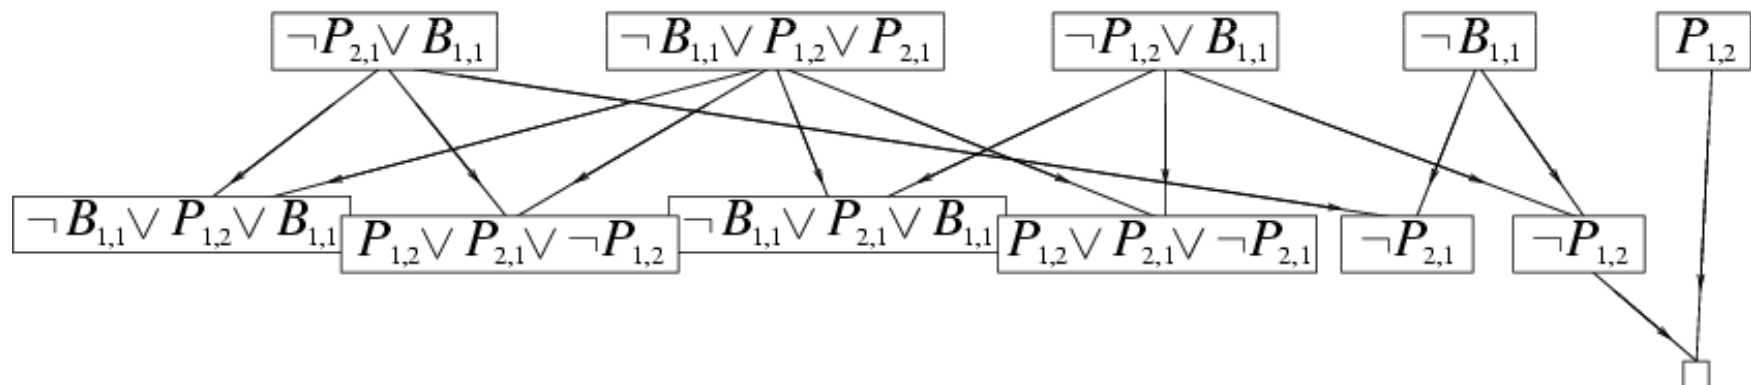 ¬P₂,₁ ∨ B₁,₁
¬B₁,₁ ∨ P₁,₂ ∨ P₂,₁
¬P₁,₂ ∨ B₁,₁
¬B₁,₁
P₁,₂
¬B₁,₁ ∨ P₁,₂ ∨ B₁,₁
P₁,₂ ∨ P₂,₁ ∨ ¬P₁,₂
¬B₁,₁ ∨ P₂,₁ ∨ B₁,₁
P₁,₂ ∨ P₂,₁ ∨ ¬P₂,₁
¬P₂,₁
¬P₁,₂